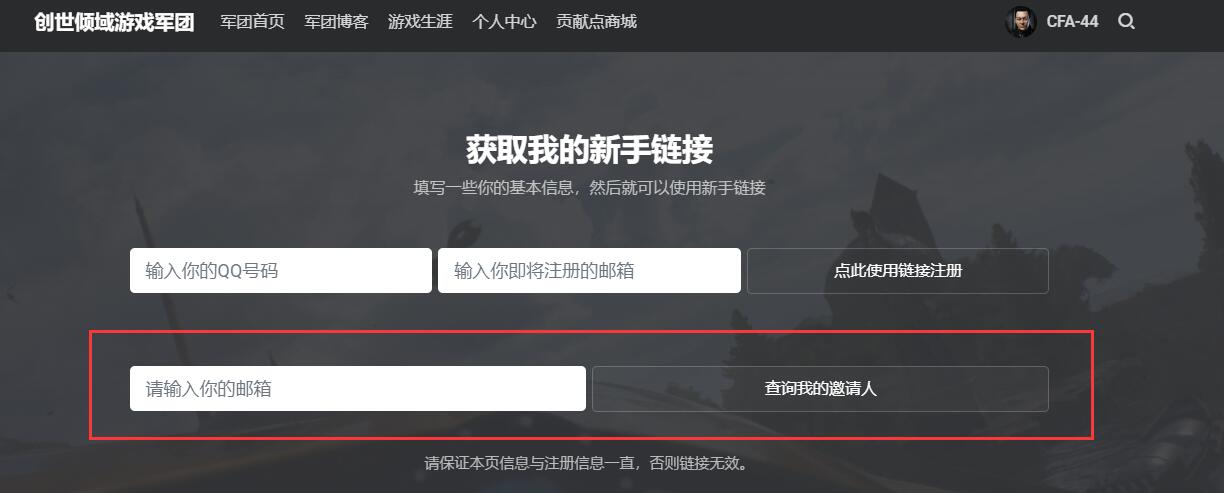 创世倾域游戏军团 军团首页 军团博客 游戏生涯 个人中心 贡献点商城 CFA-44
获取我的新手链接
填写一些你的基本信息，然后就可以使用新手链接
输入你的QQ号码 输入你即将注册的邮箱 点此使用链接注册
请输入你的邮箱 查询我的邀请人
请保证本页信息与注册信息一直，否则链接无效。